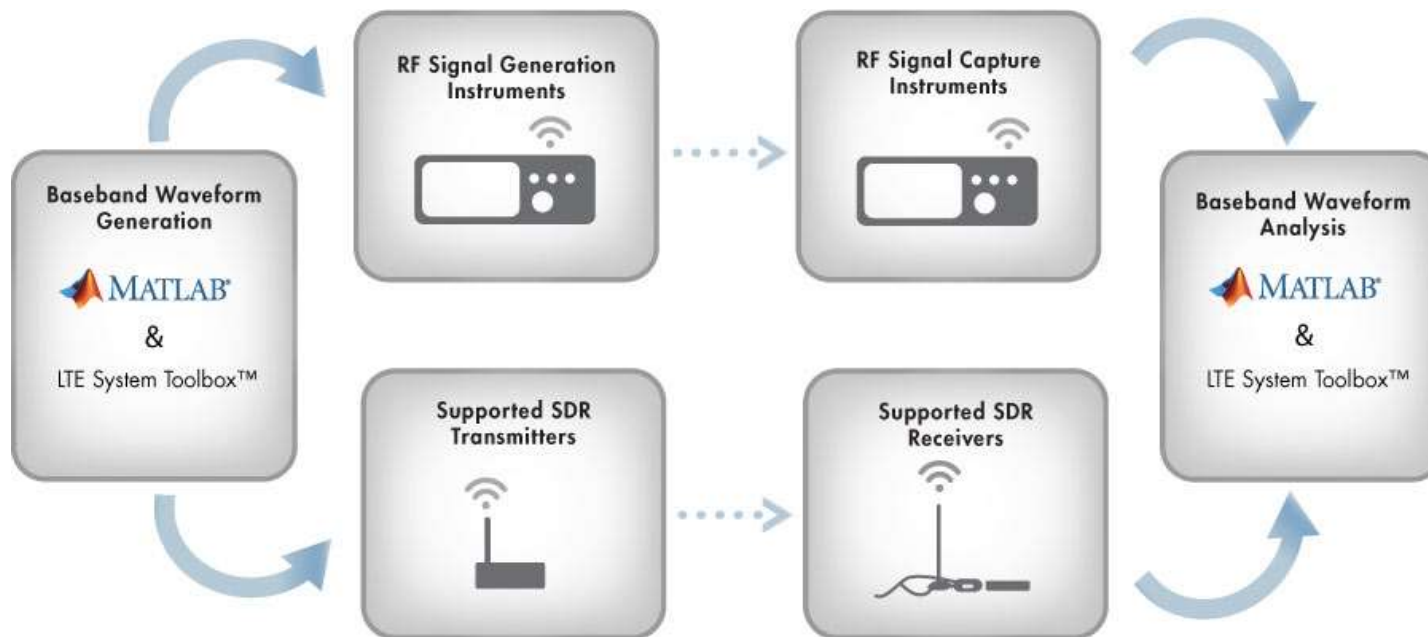 RF Signal Generation
Instruments
RF Signal Capture
Instruments
Baseband Waveform
Generation
MATLAB®
&
LTE System Toolbox™
Baseband Waveform
Analysis
MATLAB®
&
LTE System Toolbox™
Supported SDR
Transmitters
Supported SDR
Receivers